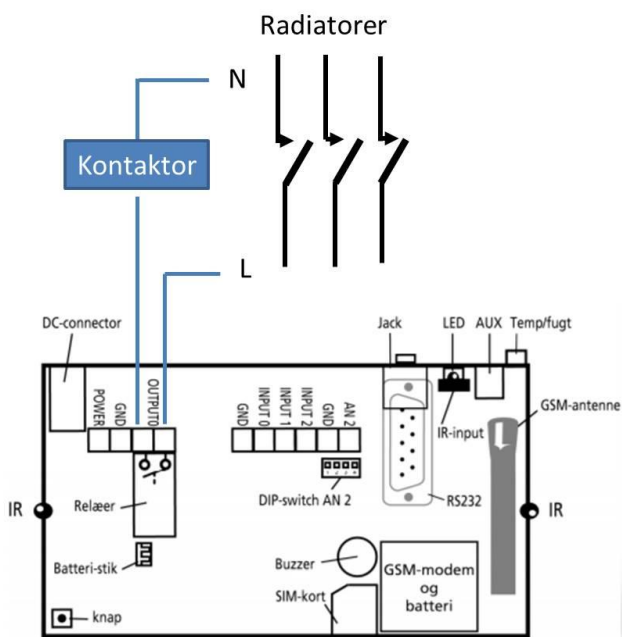 Radiatorer
N
Kontaktor
L
DC-connector
Jack
LED
AUX
Temp/fugt
POWER
GND
OUTPUT0
GND
INPUT 0
INPUT 1
INPUT 2
GND
AN 2
IR-input
GSM-antenne
DIP-switch AN 2
RS232
IR
Relæer
IR
Batteri-stik
Buzzer
GSM-modem
og
batteri
SIM-kort
knap